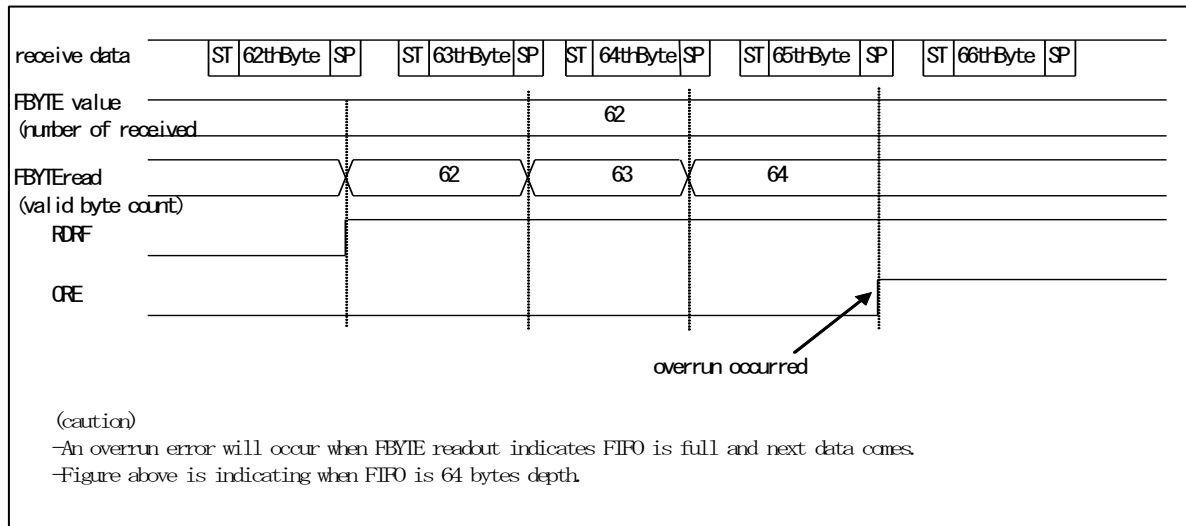 receive data ST 62thByte SP ST 63thByte SP ST 64thByte SP ST 65thByte SP ST 66thByte SP
FBYTE value
(number of received
62
FBYTEread
(valid byte count)
62 63 64
RDRF
ORE
overrun occurred
(caution)
-An overrun error will occur when FBYTE readout indicates FIFO is full and next data comes.
-Figure above is indicating when FIFO is 64 bytes depth.